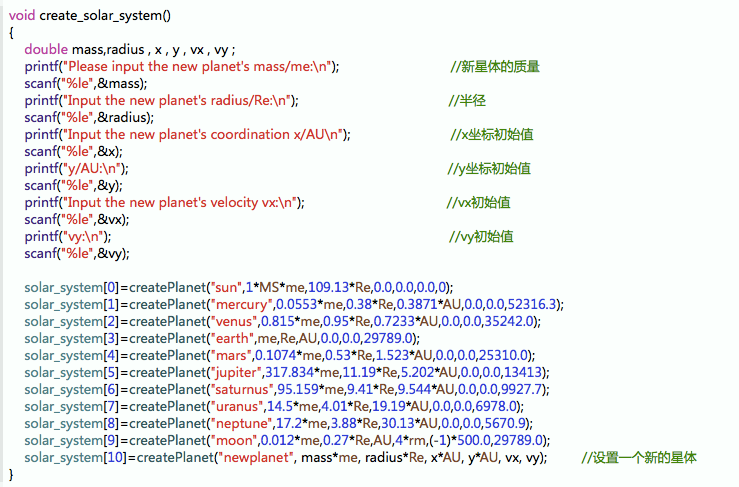 void create_solar_system()
{
double mass,radius , x , y , vx , vy ;
printf("Please input the new planet's mass/me:\n"); //新星体的质量
scanf("%le",&mass);
printf("Input the new planet's radius/Re:\n"); //半径
scanf("%le",&radius);
printf("Input the new planet's coordination x/AU\n"); //x坐标初始值
scanf("%le",&x);
printf("y/AU:\n"); //y坐标初始值
scanf("%le",&y);
printf("Input the new planet's velocity vx:\n"); //vx初始值
scanf("%le",&vx);
printf("vy:\n"); //vy初始值
scanf("%le",&vy);
solar_system[0]=createPlanet("sun",1*MS*me,109.13*Re,0.0,0.0,0.0,0);
solar_system[1]=createPlanet("mercury",0.0553*me,0.38*Re,0.3871*AU,0.0,0.0,52316.3);
solar_system[2]=createPlanet("venus",0.815*me,0.95*Re,0.7233*AU,0.0,0.0,35242.0);
solar_system[3]=createPlanet("earth",me,Re,AU,0.0,0.0,29789.0);
solar_system[4]=createPlanet("mars",0.1074*me,0.53*Re,1.523*AU,0.0,0.0,25310.0);
solar_system[5]=createPlanet("jupiter",317.834*me,11.19*Re,5.202*AU,0.0,0.0,13413);
solar_system[6]=createPlanet("saturnus",95.159*me,9.41*Re,9.544*AU,0.0,0.0,9927.7);
solar_system[7]=createPlanet("uranus",14.5*me,4.01*Re,19.19*AU,0.0,0.0,6978.0);
solar_system[8]=createPlanet("neptune",17.2*me,3.88*Re,30.13*AU,0.0,0.0,5670.9);
solar_system[9]=createPlanet("moon",0.012*me,0.27*Re,AU,4*rm,(-1)*500.0,29789.0);
solar_system[10]=createPlanet("newplanet", mass*me, radius*Re, x*AU, y*AU, vx, vy); //设置一个新的星体
}